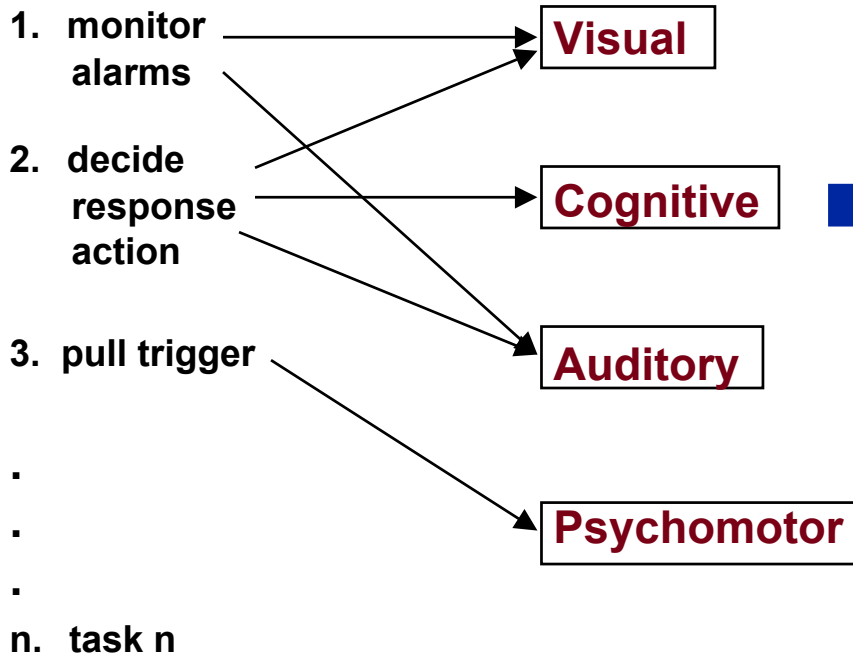 1. monitor
alarms
Visual
2. decide
response
action
Cognitive
3. pull trigger
Auditory
.
.
.
Psychomotor
n. task n